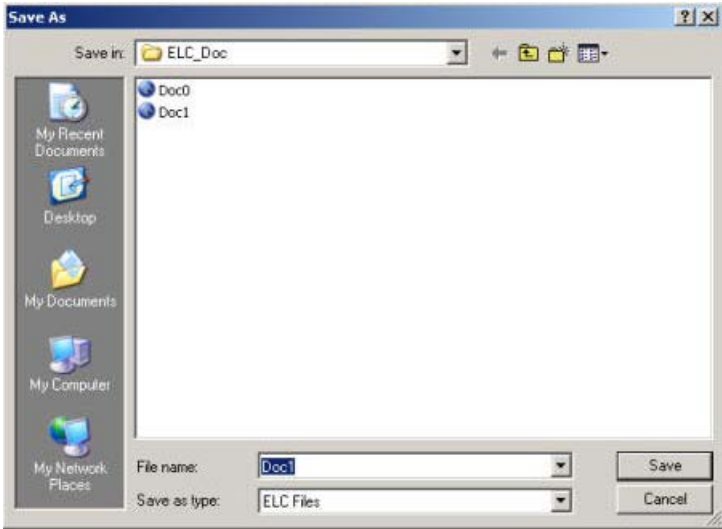 Save As
Save in:
ELC_Doc
Doc0
Doc1
My Recent
Documents
Desktop
My Documents
My Computer
My Network
Places
File name:
Doc1
Save
Save as type:
ELC Files
Cancel